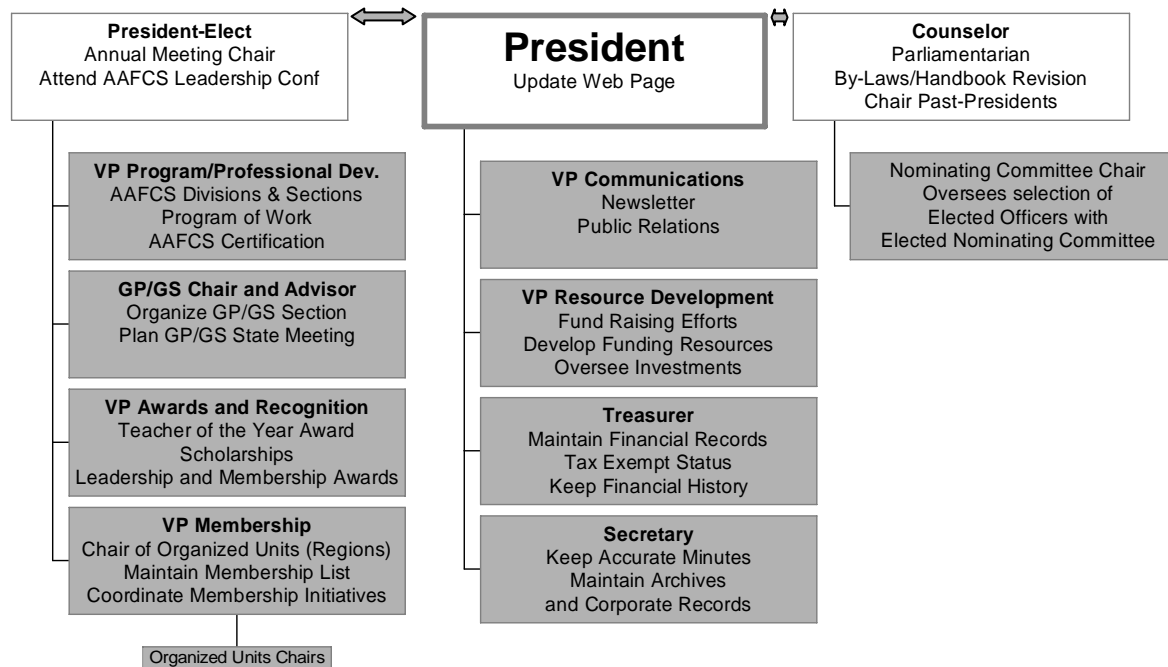 President-Elect
Annual Meeting Chair
Attend AAFCS Leadership Conf
President
Update Web Page
Counselor
Parliamentarian
By-Laws/Handbook Revision
Chair Past-Presidents
VP Program/Professional Dev.
AAFCS Divisions & Sections
Program of Work
AAFCS Certification
GP/GS Chair and Advisor
Organize GP/GS Section
Plan GP/GS State Meeting
VP Awards and Recognition
Teacher of the Year Award
Scholarships
Leadership and Membership Awards
VP Membership
Chair of Organized Units (Regions)
Maintain Membership List
Coordinate Membership Initiatives
Organized Units Chairs
VP Communications
Newsletter
Public Relations
VP Resource Development
Fund Raising Efforts
Develop Funding Resources
Oversee Investments
Treasurer
Maintain Financial Records
Tax Exempt Status
Keep Financial History
Secretary
Keep Accurate Minutes
Maintain Archives
and Corporate Records
Nominating Committee Chair
Oversees selection of
Elected Officers with
Elected Nominating Committee